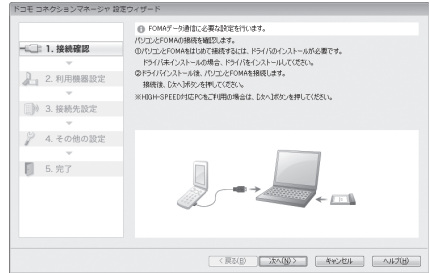 ドコモ コネクションマネージャ 設定ウィザード
1. 接続確認
2. 利用機器設定
3. 接続先設定
4. その他の設定
5. 完了
FOMAデータ通信に必要な設定を行います。
パソコンとFOMAの接続を確認します。
①パソコンとFOMAをはじめて接続するには、ドライバのインストールが必要です。
ドライバ未インストールの場合、ドライバをインストールしてください。
②ドライバインストール後、パソコンとFOMAを接続します。
接続後、[次へ]ボタンを押してください。
※HIGH-SPEED対応PCをご利用の場合は、[次へ]ボタンを押してください。
< 戻る(B) 次へ(N) > キャンセル ヘルプ(H)